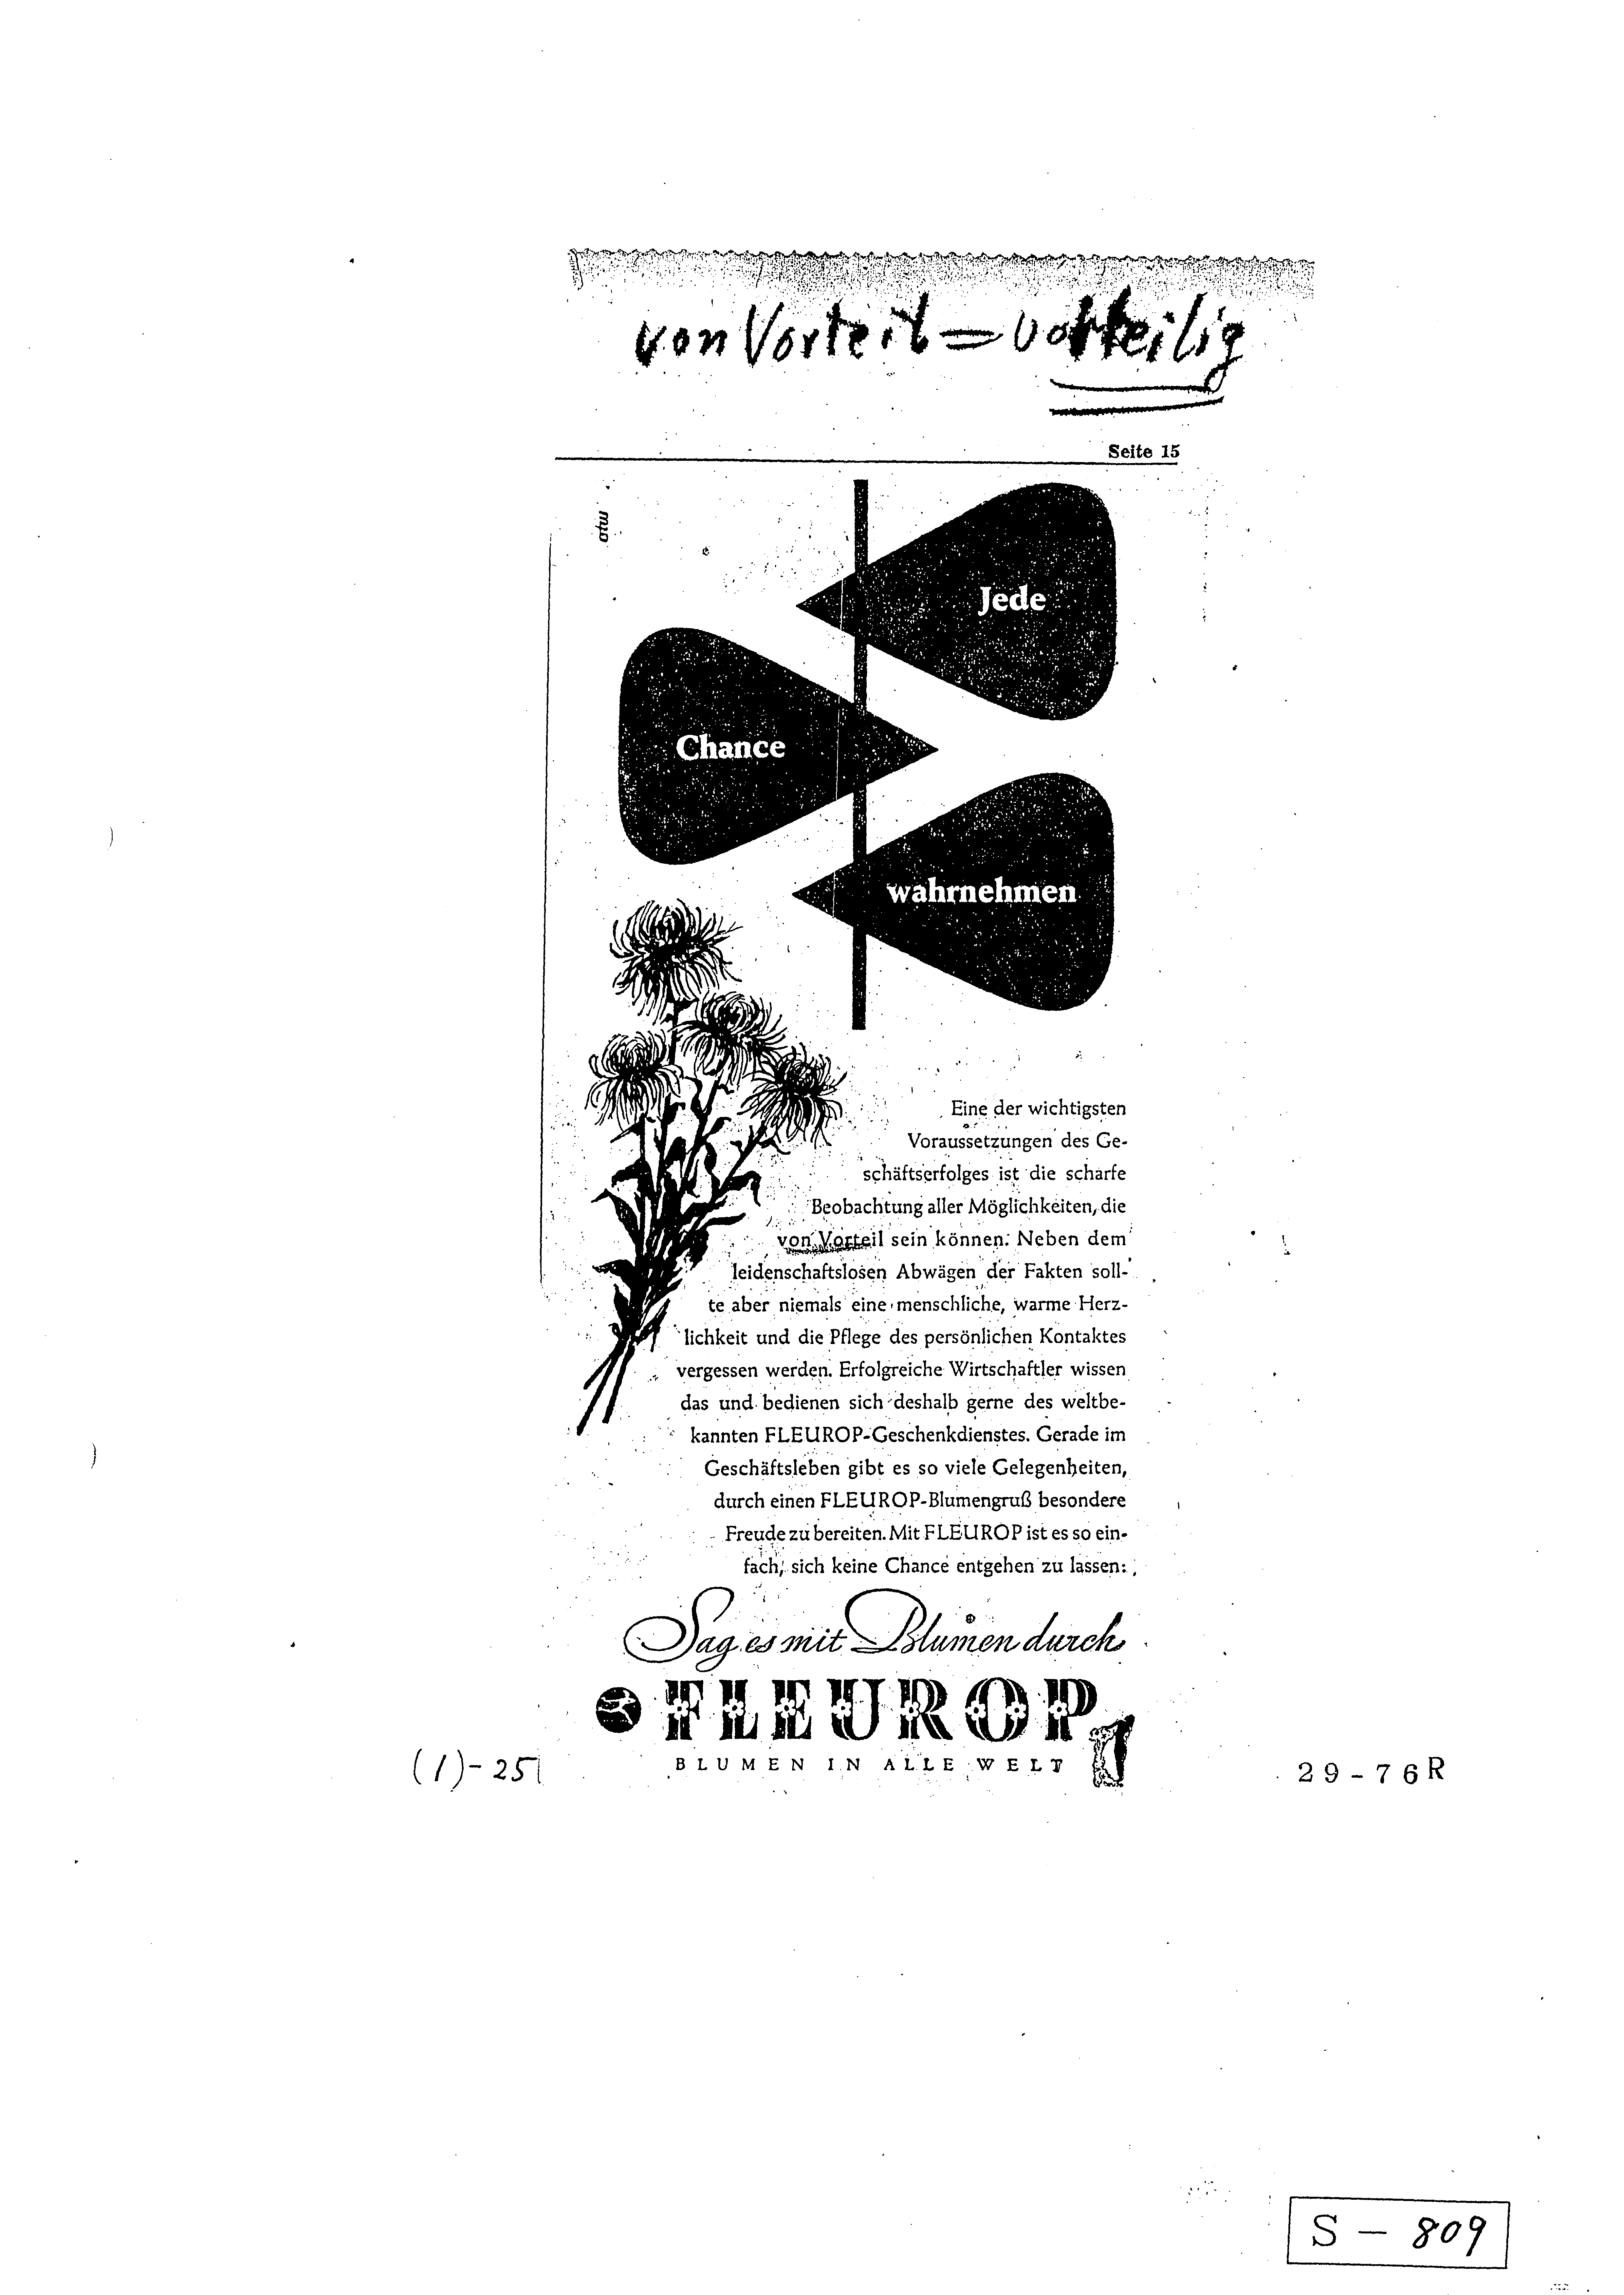 von Vorteil = vorteilig
Seite 15
Jede
Chance
wahrnehmen
Eine der wichtigsten
Voraussetzungen des Ge-
schäftserfolges ist die scharfe
Beobachtung aller Möglichkeiten, die
von Vorteil sein können. Neben dem
leidenschaftslosen Abwägen der Fakten soll-
te aber niemals eine menschliche, warme Herz-
lichkeit und die Pflege des persönlichen Kontaktes
vergessen werden. Erfolgreiche Wirtschaftler wissen
das und bedienen sich deshalb gerne des weltbe-
kannten FLEUROP-Geschenkdienstes. Gerade im
Geschäftsleben gibt es so viele Gelegenheiten,
durch einen FLEUROP-Blumengruß besondere
Freude zu bereiten. Mit FLEUROP ist es so ein-
fach, sich keine Chance entgehen zu lassen:
Sag es mit Blumen durch
FLEUROP
BLUMEN IN ALLE WELT
(1)-25
29-76R
S - 809